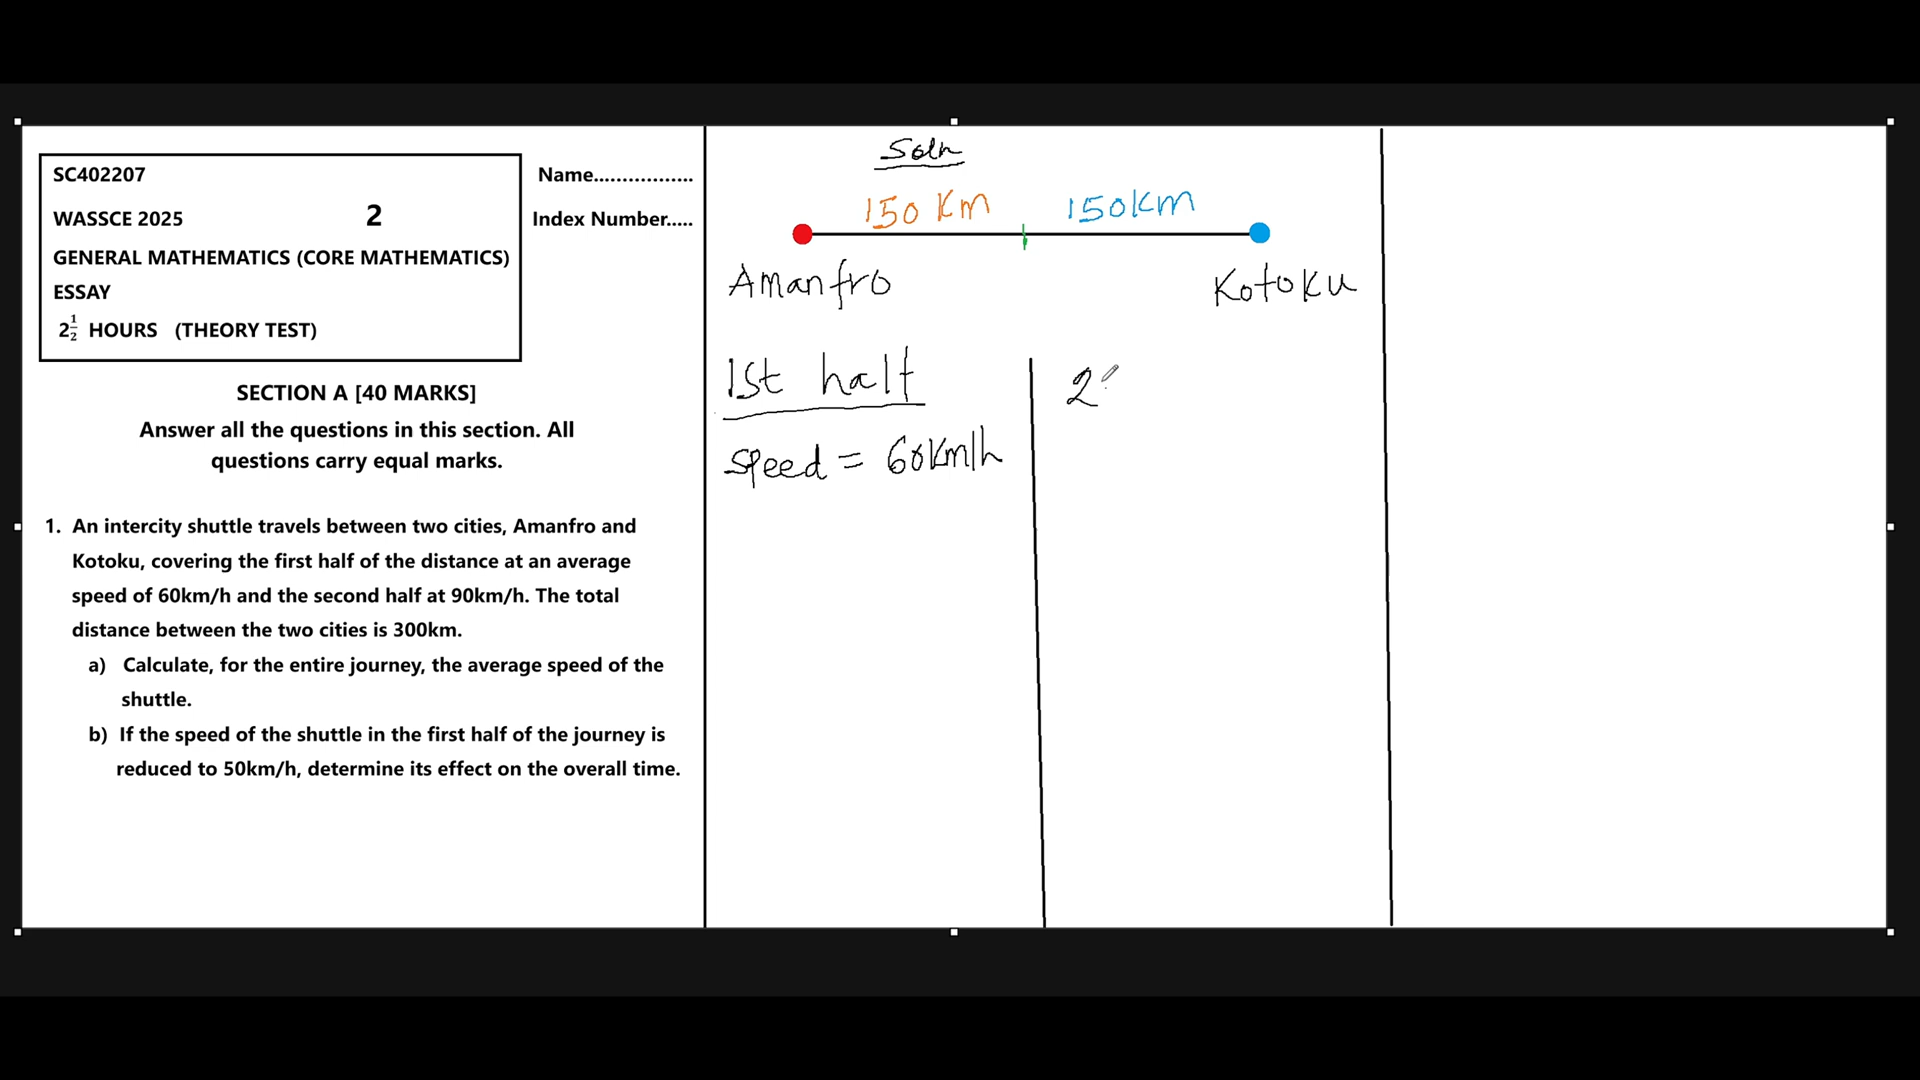 SC402207
Name................
WASSCE 2025 2
Index Number.....
GENERAL MATHEMATICS (CORE MATHEMATICS)
ESSAY
2 1/2 HOURS (THEORY TEST)
SECTION A [40 MARKS]
Answer all the questions in this section. All
questions carry equal marks.
1. An intercity shuttle travels between two cities, Amanfro and
Kotoku, covering the first half of the distance at an average
speed of 60km/h and the second half at 90km/h. The total
distance between the two cities is 300km.
a) Calculate, for the entire journey, the average speed of the
shuttle.
b) If the speed of the shuttle in the first half of the journey is
reduced to 50km/h, determine its effect on the overall time.
Soln
150 Km 150km
Amanfro Kotoku
1st half
speed = 60km/h
2